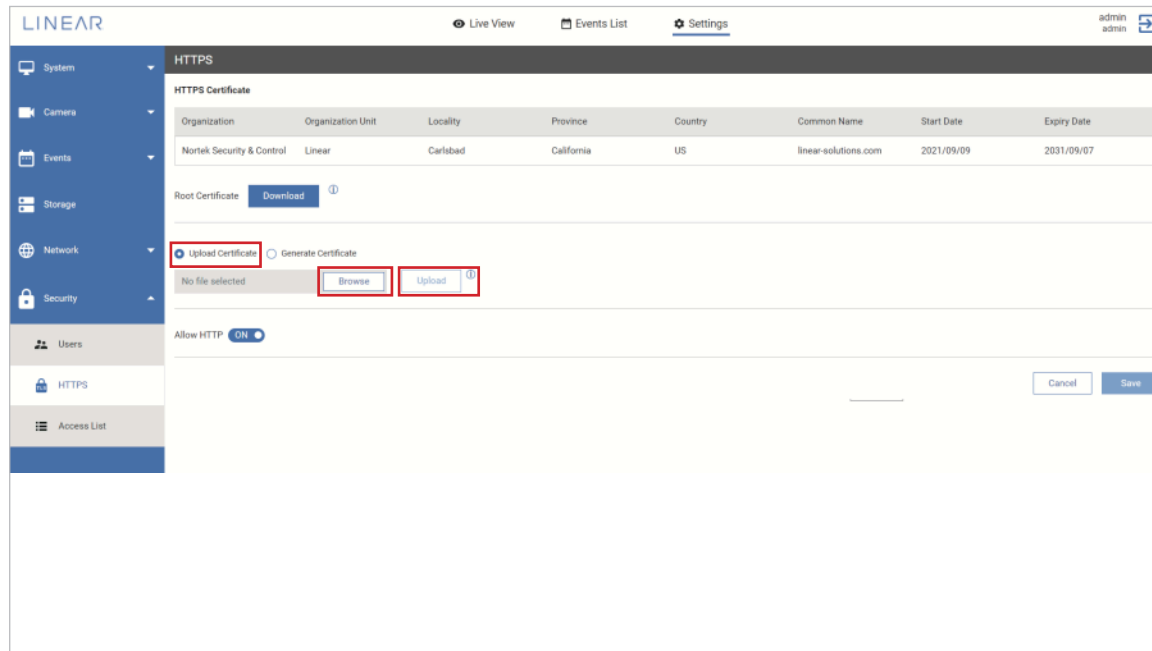 LINEAR
Live View
Events List
Settings
admin
admin
System
Camera
Events
Storage
Network
Security
Users
HTTPS
Access List
HTTPS
HTTPS Certificate
Organization Organization Unit Locality Province Country Common Name Start Date Expiry Date
Nortek Security & Control Linear Carlsbad California US linear-solutions.com 2021/09/09 2031/09/07
Root Certificate Download
Upload Certificate Generate Certificate
No file selected Browse Upload
Allow HTTP ON
Cancel Save